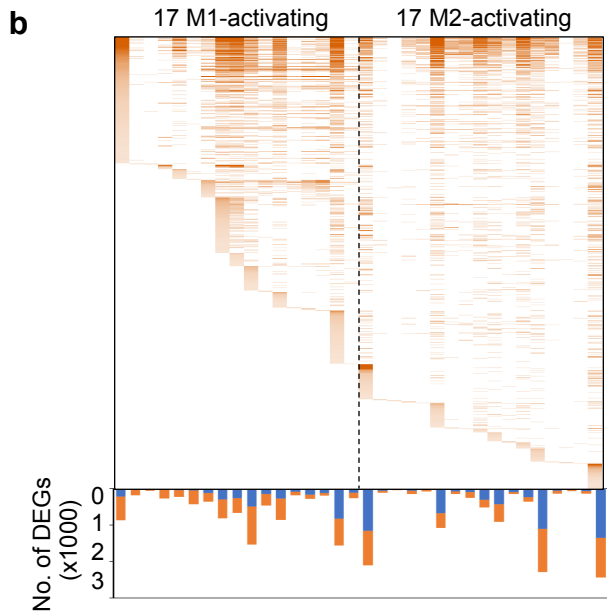 b
17 M1-activating
17 M2-activating
No. of DEGs
(x1000)
0
1
2
3